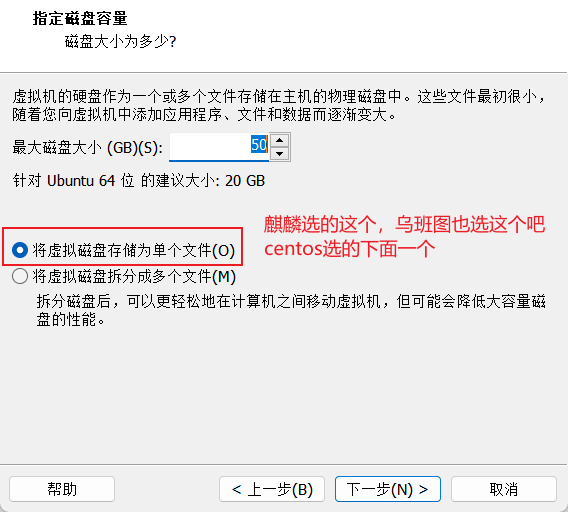 指定磁盘容量
磁盘大小为多少?
虚拟机的硬盘作为一个或多个文件存储在主机的物理磁盘中。这些文件最初很小，
随着您向虚拟机中添加应用程序、文件和数据而逐渐变大。
最大磁盘大小 (GB)(S): 50
针对 Ubuntu 64 位 的建议大小: 20 GB
麒麟选的这个，乌班图也选这个吧
centos选的下面一个
将虚拟磁盘存储为单个文件(O)
将虚拟磁盘拆分成多个文件(M)
拆分磁盘后，可以更轻松地在计算机之间移动虚拟机，但可能会降低大容量磁
盘的性能。
帮助 < 上一步(B) 下一步(N) > 取消